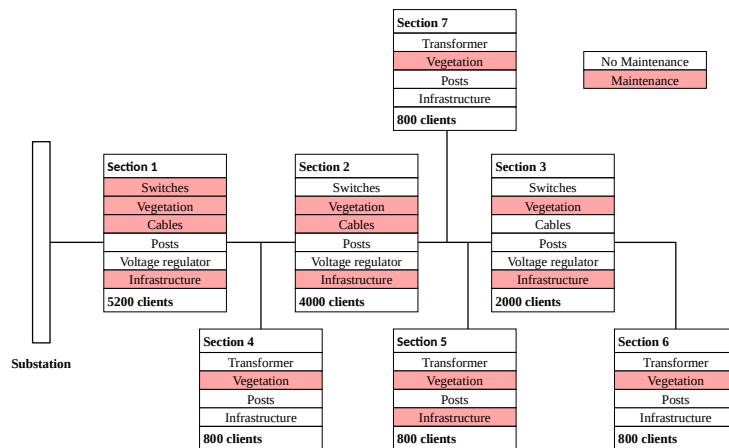 Section 7
Transformer
Vegetation
Posts
Infrastructure
800 clients
No Maintenance
Maintenance
Section 1
Switches
Vegetation
Cables
Posts
Voltage regulator
Infrastructure
5200 clients
Section 2
Switches
Vegetation
Cables
Posts
Voltage regulator
Infrastructure
4000 clients
Section 3
Switches
Vegetation
Cables
Posts
Voltage regulator
Infrastructure
2000 clients
Substation
Section 4
Transformer
Vegetation
Posts
Infrastructure
800 clients
Section 5
Transformer
Vegetation
Posts
Infrastructure
800 clients
Section 6
Transformer
Vegetation
Posts
Infrastructure
800 clients